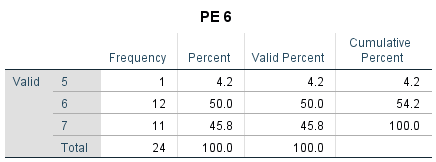 PE 6
Frequency Percent Valid Percent Cumulative Percent
Valid 5 1 4.2 4.2 4.2
6 12 50.0 50.0 54.2
7 11 45.8 45.8 100.0
Total 24 100.0 100.0